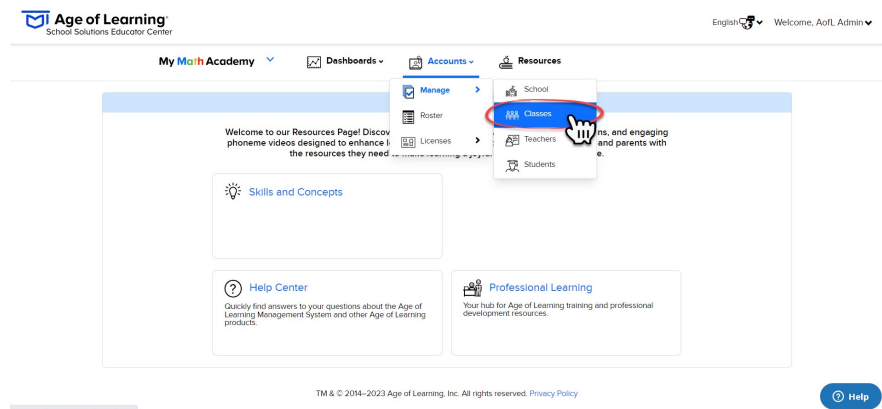 Age of Learning
School Solutions Educator Center
English
Welcome, AofL Admin
My Math Academy
Dashboards
Accounts
Resources
Manage
School
Roster
Classes
Licenses
Teachers
Students
Welcome to our Resources Page! Discov ns, and engaging
phoneme videos designed to enhance l and parents with
the resources they need to make learning a joyful e.
Skills and Concepts
Help Center
Quickly find answers to your questions about the Age of
Learning Management System and other Age of Learning
products.
Professional Learning
Your hub for Age of Learning training and professional
development resources.
TM & © 2014–2023 Age of Learning, Inc. All rights reserved. Privacy Policy
Help